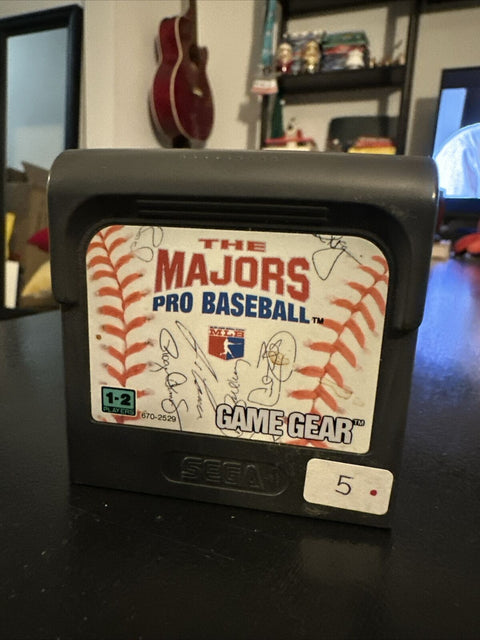 THE
MAJORS
PRO BASEBALL™
MLB
1-2
PLAYERS
670-2529
GAME GEAR™
SEGA
5